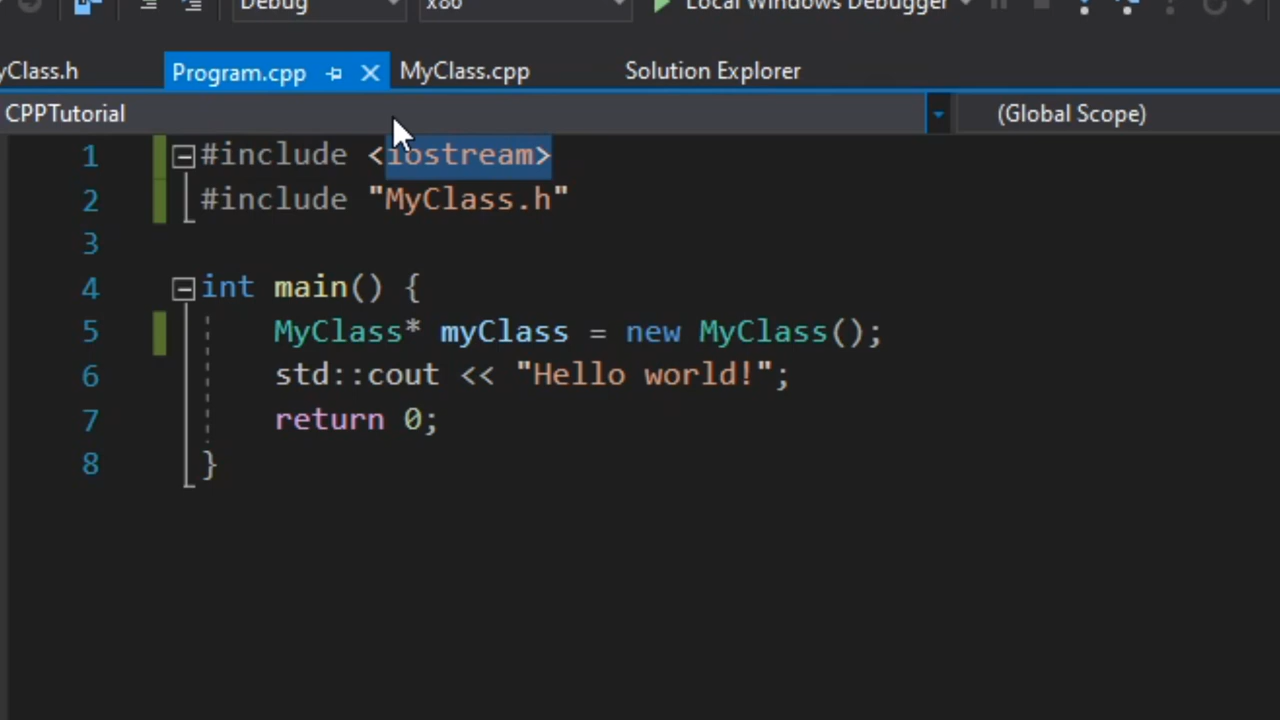 Debug x86 Local Windows Debugger
yClass.h Program.cpp MyClass.cpp Solution Explorer
CPPTutorial (Global Scope)
1 #include <iostream>
2 #include "MyClass.h"
3
4 int main() {
5 MyClass* myClass = new MyClass();
6 std::cout << "Hello world!";
7 return 0;
8 }